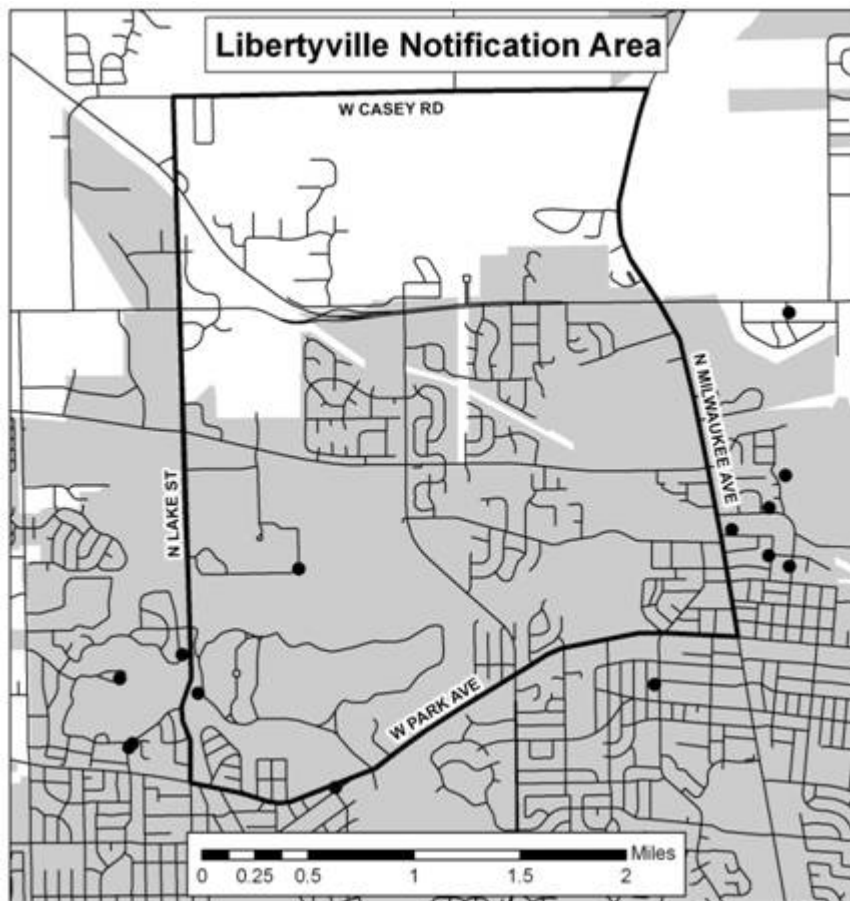 Libertyville Notification Area
W CASEY RD
N MILWAUKEE AVE
N LAKE ST
W PARK AVE
Miles
0 0.25 0.5 1 1.5 2